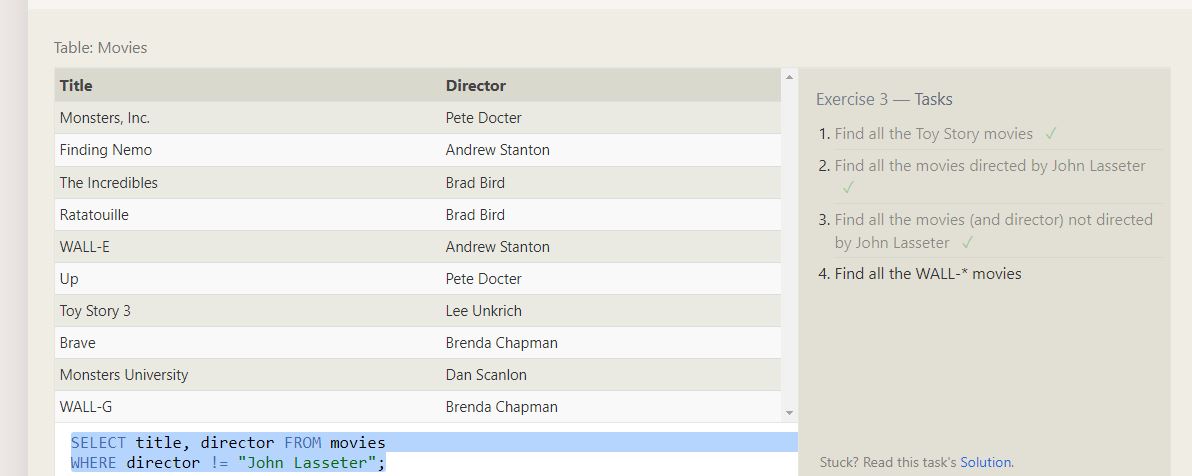 Table: Movies
Title Director
Monsters, Inc. Pete Docter
Finding Nemo Andrew Stanton
The Incredibles Brad Bird
Ratatouille Brad Bird
WALL-E Andrew Stanton
Up Pete Docter
Toy Story 3 Lee Unkrich
Brave Brenda Chapman
Monsters University Dan Scanlon
WALL-G Brenda Chapman
SELECT title, director FROM movies
WHERE director != "John Lasseter";
Exercise 3 — Tasks
1. Find all the Toy Story movies ✓
2. Find all the movies directed by John Lasseter
✓
3. Find all the movies (and director) not directed
by John Lasseter ✓
4. Find all the WALL-* movies
Stuck? Read this task's Solution.